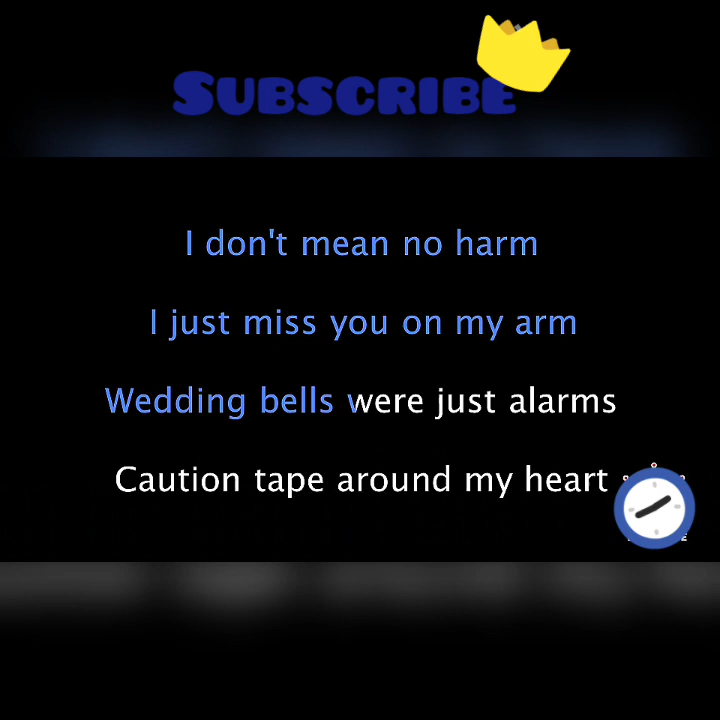 SUBSCRIBE
I don't mean no harm
I just miss you on my arm
Wedding bells were just alarms
Caution tape around my heart